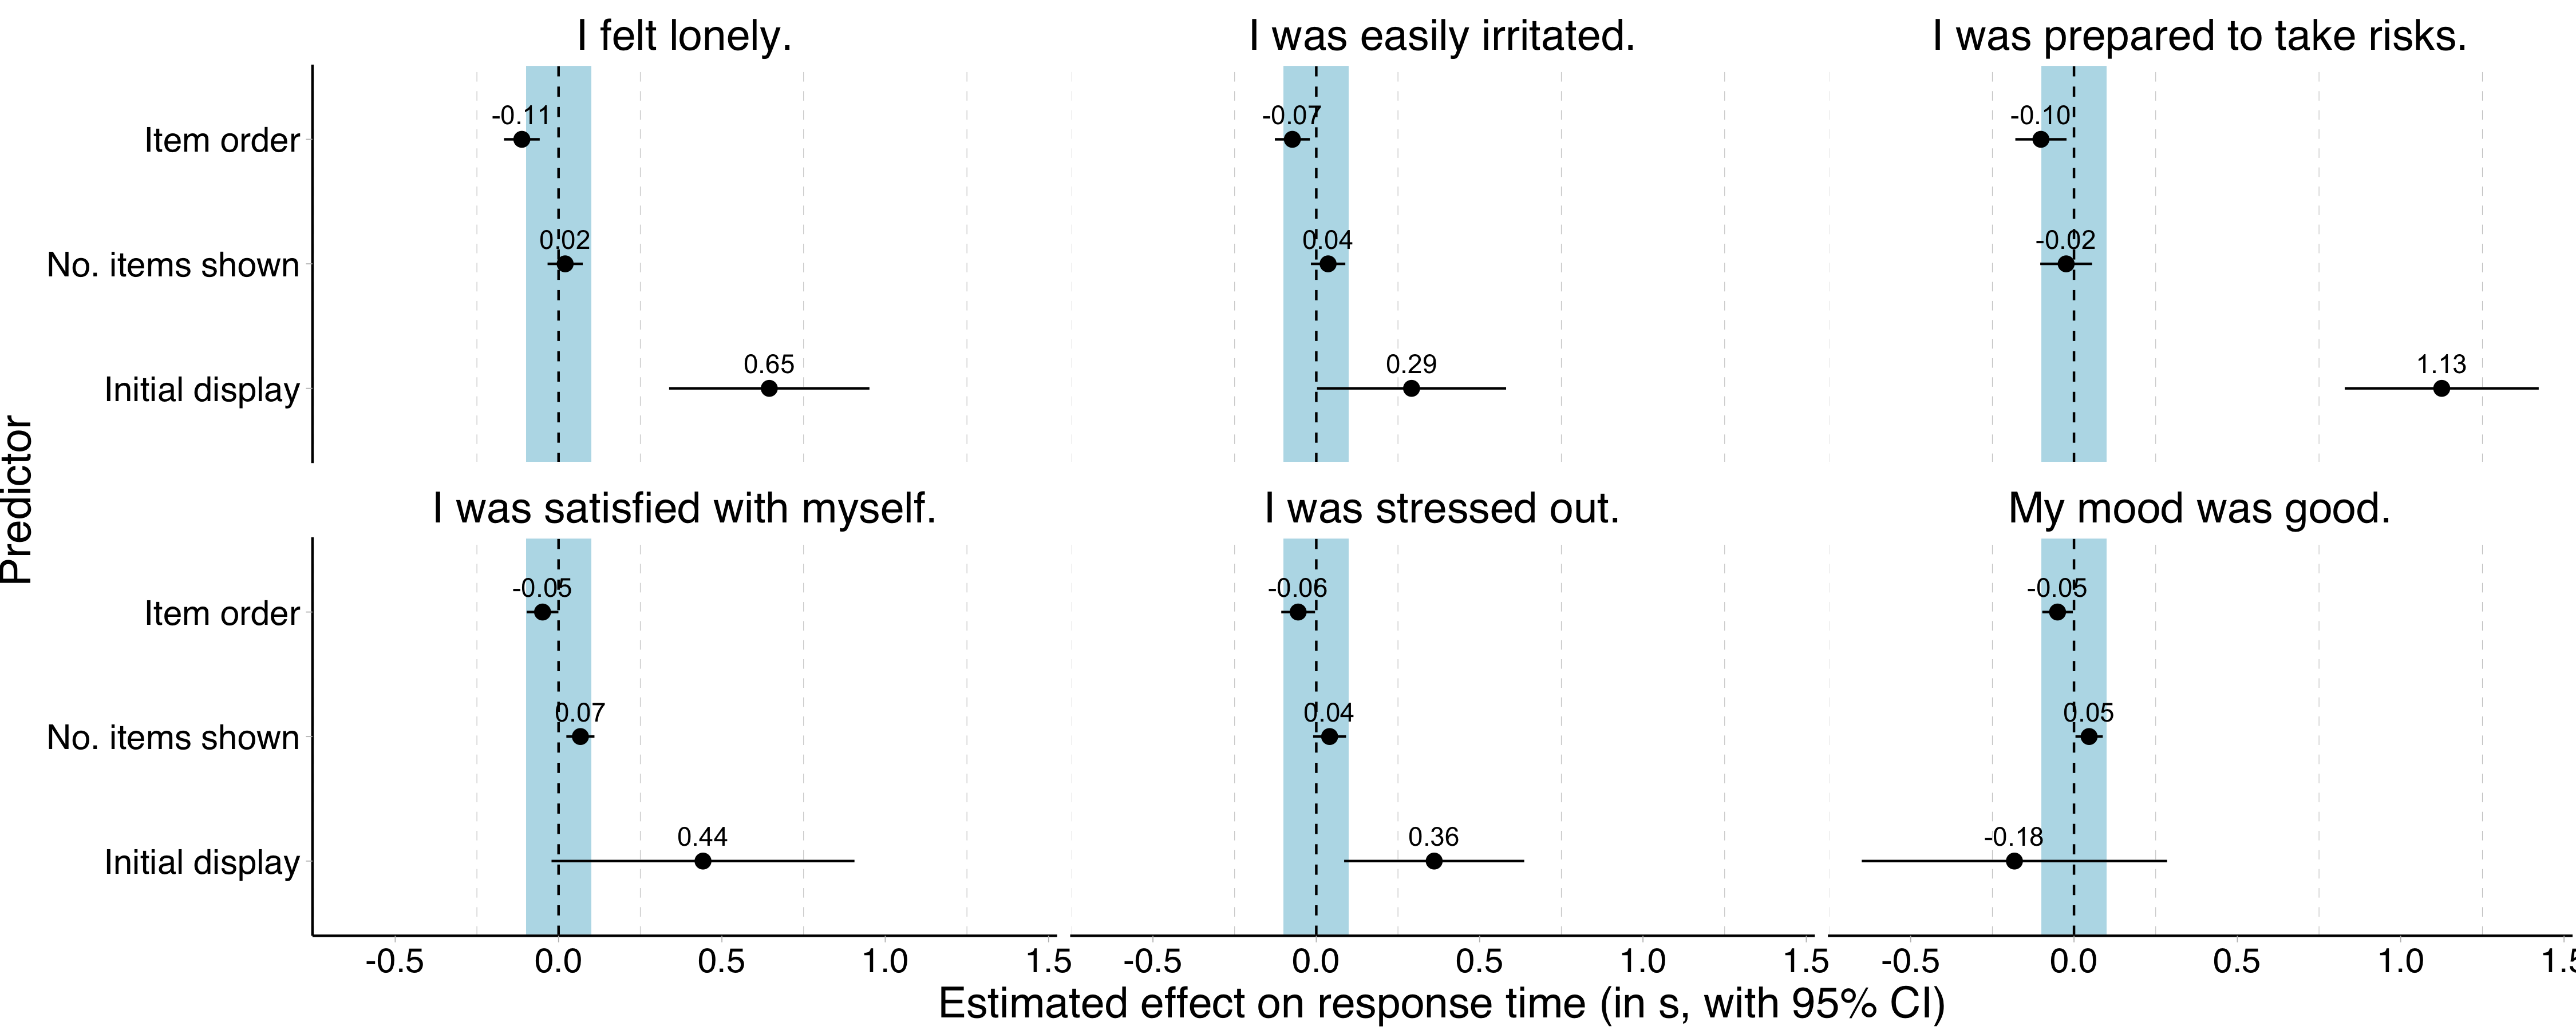 I felt lonely.
I was easily irritated.
I was prepared to take risks.
Item order
-0.11
-0.07
-0.10
No. items shown
0.02
0.04
-0.02
Initial display
0.65
0.29
1.13
Predictor
I was satisfied with myself.
I was stressed out.
My mood was good.
Item order
-0.05
-0.06
-0.05
No. items shown
0.07
0.04
0.05
Initial display
0.44
0.36
-0.18
-0.5 0.0 0.5 1.0 1.5
-0.5 0.0 0.5 1.0 1.5
-0.5 0.0 0.5 1.0 1.5
Estimated effect on response time (in s, with 95% CI)